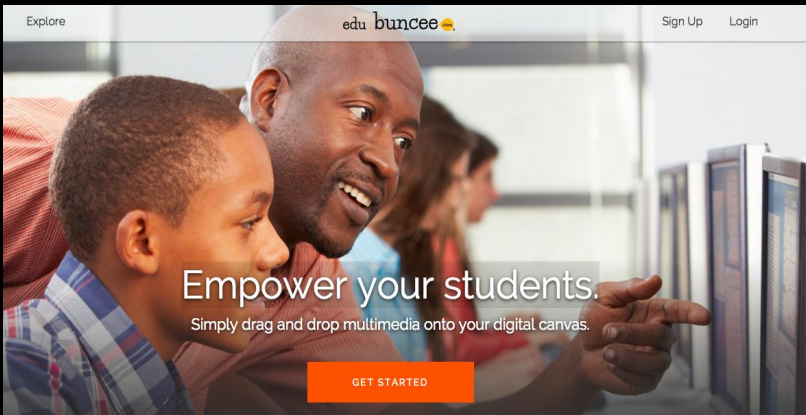 Explore
edu buncee.com
Sign Up
Login
Empower your students.
Simply drag and drop multimedia onto your digital canvas.
GET STARTED